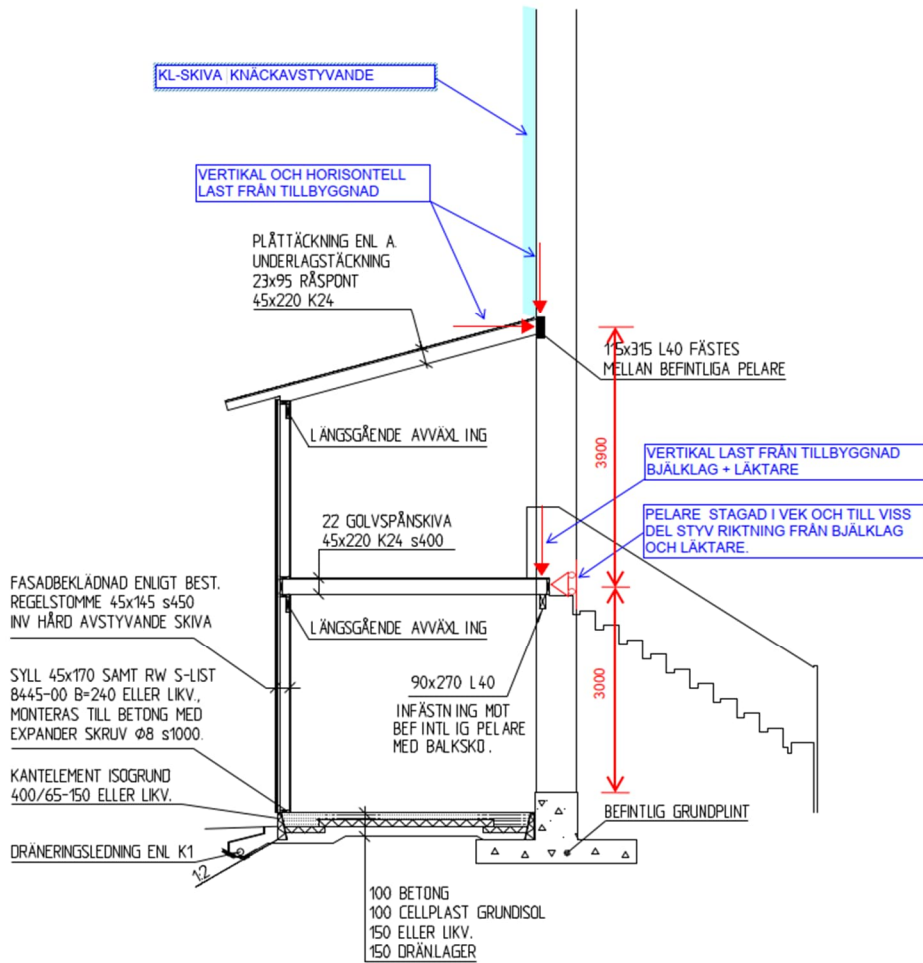 KL-SKIVA KNÄCKAVSTYVANDE
VERTIKAL OCH HORISONTELL
LAST FRÅN TILLBYGGNAD
PLÅTTÄCKNING ENL A.
UNDERLAGSTÄCKNING
23x95 RÅSPONT
45x220 K24
115x315 L40 FÄSTES
MELLAN BEFINTLIGA PELARE
LÄNGSGÅENDE AVVÄXLING
3900
VERTIKAL LAST FRÅN TILLBYGGNAD
BJÄLKLAG + LÄKTARE
PELARE STAGAD I VEK OCH TILL VISS
DEL STYV RIKTNING FRÅN BJÄLKLAG
OCH LÄKTARE.
22 GOLVSPÅNSKIVA
45x220 K24 s400
FASADBEKLÄDNAD ENLIGT BEST.
REGELSTOMME 45x145 s450
INV HÅRD AVSTYVANDE SKIVA
LÄNGSGÅENDE AVVÄXLING
3000
SYLL 45x170 SAMT RW S-LIST
8445-00 B=240 ELLER LIKV.,
MONTERAS TILL BETONG MED
EXPANDER SKRUV Ø8 s1000.
90x270 L40
INFÄSTNING MOT
BEFINTLIG PELARE
MED BALKSKO.
KANTELEMENT ISOGRUND
400/65-150 ELLER LIKV.
BEFINTLIG GRUNDPLINT
DRÄNERINGSLEDNING ENL K1
1:2
100 BETONG
100 CELLPLAST GRUNDISOL
150 ELLER LIKV.
150 DRÄNLAGER